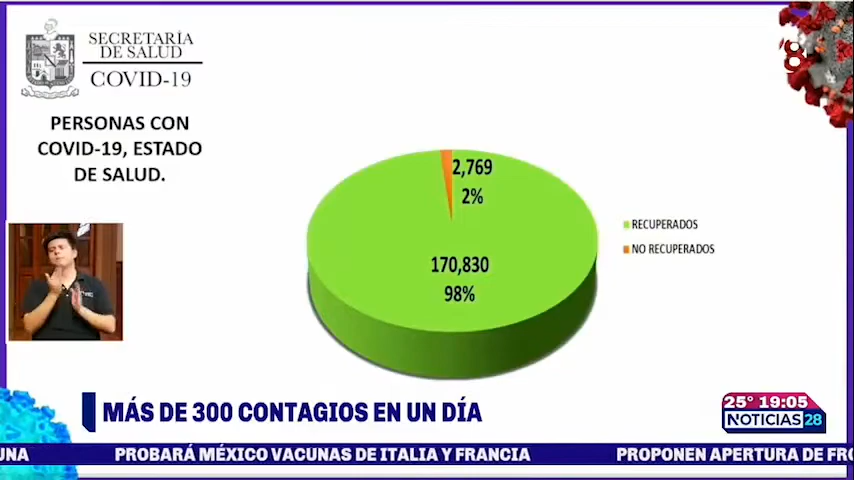 SECRETARÍA
DE SALUD
COVID-19
PERSONAS CON
COVID-19, ESTADO
DE SALUD.
2,769
2%
170,830
98%
RECUPERADOS
NO RECUPERADOS
MÁS DE 300 CONTAGIOS EN UN DÍA
25° 19:05
NOTICIAS 28
UNA PROBARÁ MÉXICO VACUNAS DE ITALIA Y FRANCIA PROPONEN APERTURA DE FRO